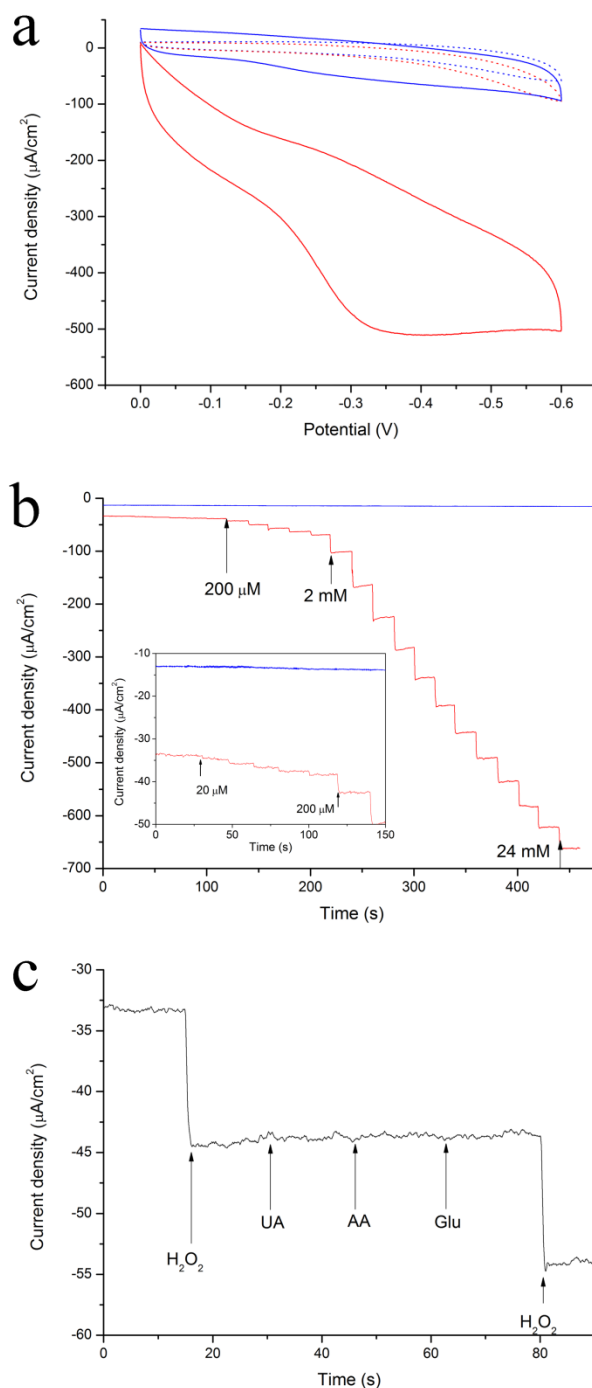 a
0
-100
-200
-300
-400
-500
-600
Current density (µA/cm²)
0.0 -0.1 -0.2 -0.3 -0.4 -0.5 -0.6
Potential (V)
b
0
-100
-200
-300
-400
-500
-600
-700
Current density (µA/cm²)
200 µM
2 mM
24 mM
-10
-20
-30
-40
-50
Current density (µA/cm²)
20 µM
200 µM
0 50 100 150
Time (s)
0 100 200 300 400
Time (s)
c
-30
-35
-40
-45
-50
-55
-60
Current density (µA/cm²)
H₂O₂
UA AA Glu
H₂O₂
0 20 40 60 80
Time (s)